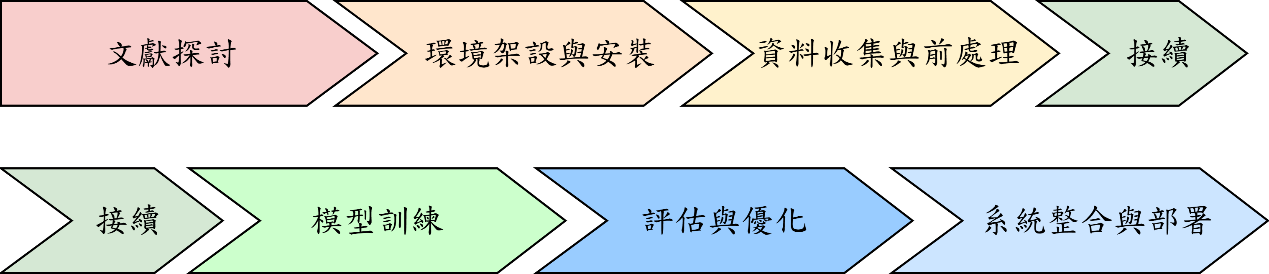 文獻探討
環境架設與安裝
資料收集與前處理
接續
接續
模型訓練
評估與優化
系統整合與部署